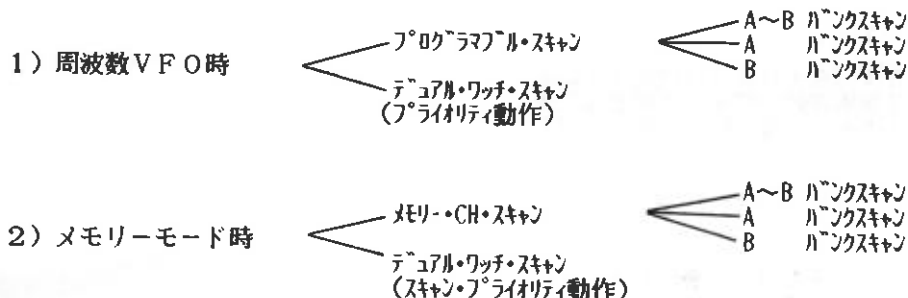 A～B ﾊﾞﾝｸｽｷｬﾝ
ﾌﾟﾛｸﾞﾗﾏﾌﾞﾙ・ｽｷｬﾝ
A ﾊﾞﾝｸｽｷｬﾝ
1）周波数ＶＦＯ時
B ﾊﾞﾝｸｽｷｬﾝ
ﾃﾞｭｱﾙ・ﾜｯﾁ・ｽｷｬﾝ
(ﾌﾟﾗｲｵﾘﾃｨ動作)
A～B ﾊﾞﾝｸｽｷｬﾝ
ﾒﾓﾘｰ・CH・ｽｷｬﾝ
A ﾊﾞﾝｸｽｷｬﾝ
2）メモリーモード時
B ﾊﾞﾝｸｽｷｬﾝ
ﾃﾞｭｱﾙ・ﾜｯﾁ・ｽｷｬﾝ
(ｽｷｬﾝ・ﾌﾟﾗｲｵﾘﾃｨ動作)